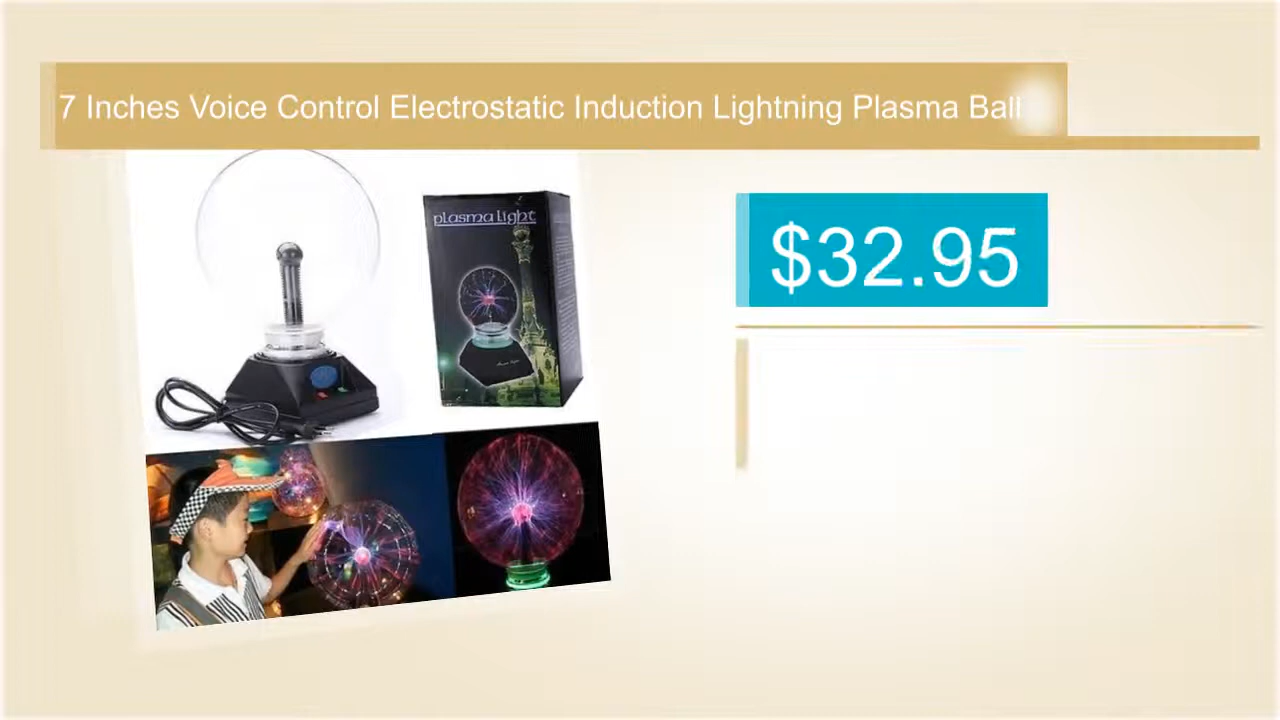 7 Inches Voice Control Electrostatic Induction Lightning Plasma Ball
$32.95
plasma light